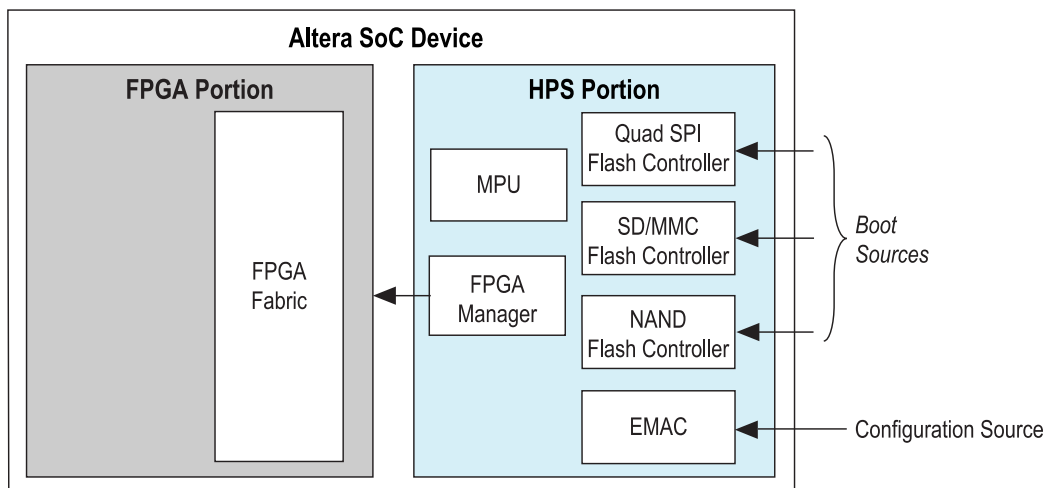 Altera SoC Device
FPGA Portion
FPGA
Fabric
HPS Portion
MPU
FPGA
Manager
Quad SPI
Flash Controller
SD/MMC
Flash Controller
NAND
Flash Controller
EMAC
Boot
Sources
Configuration Source